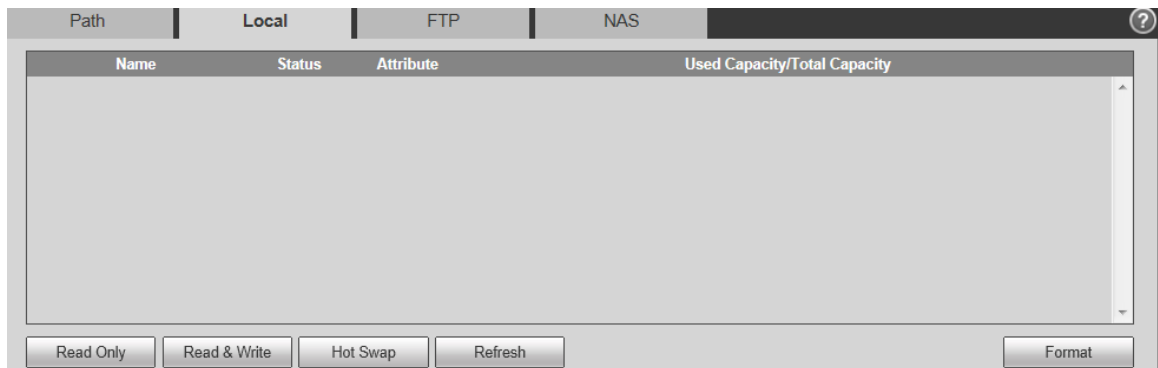 Path Local FTP NAS ?
Name Status Attribute Used Capacity/Total Capacity
Read Only Read & Write Hot Swap Refresh Format